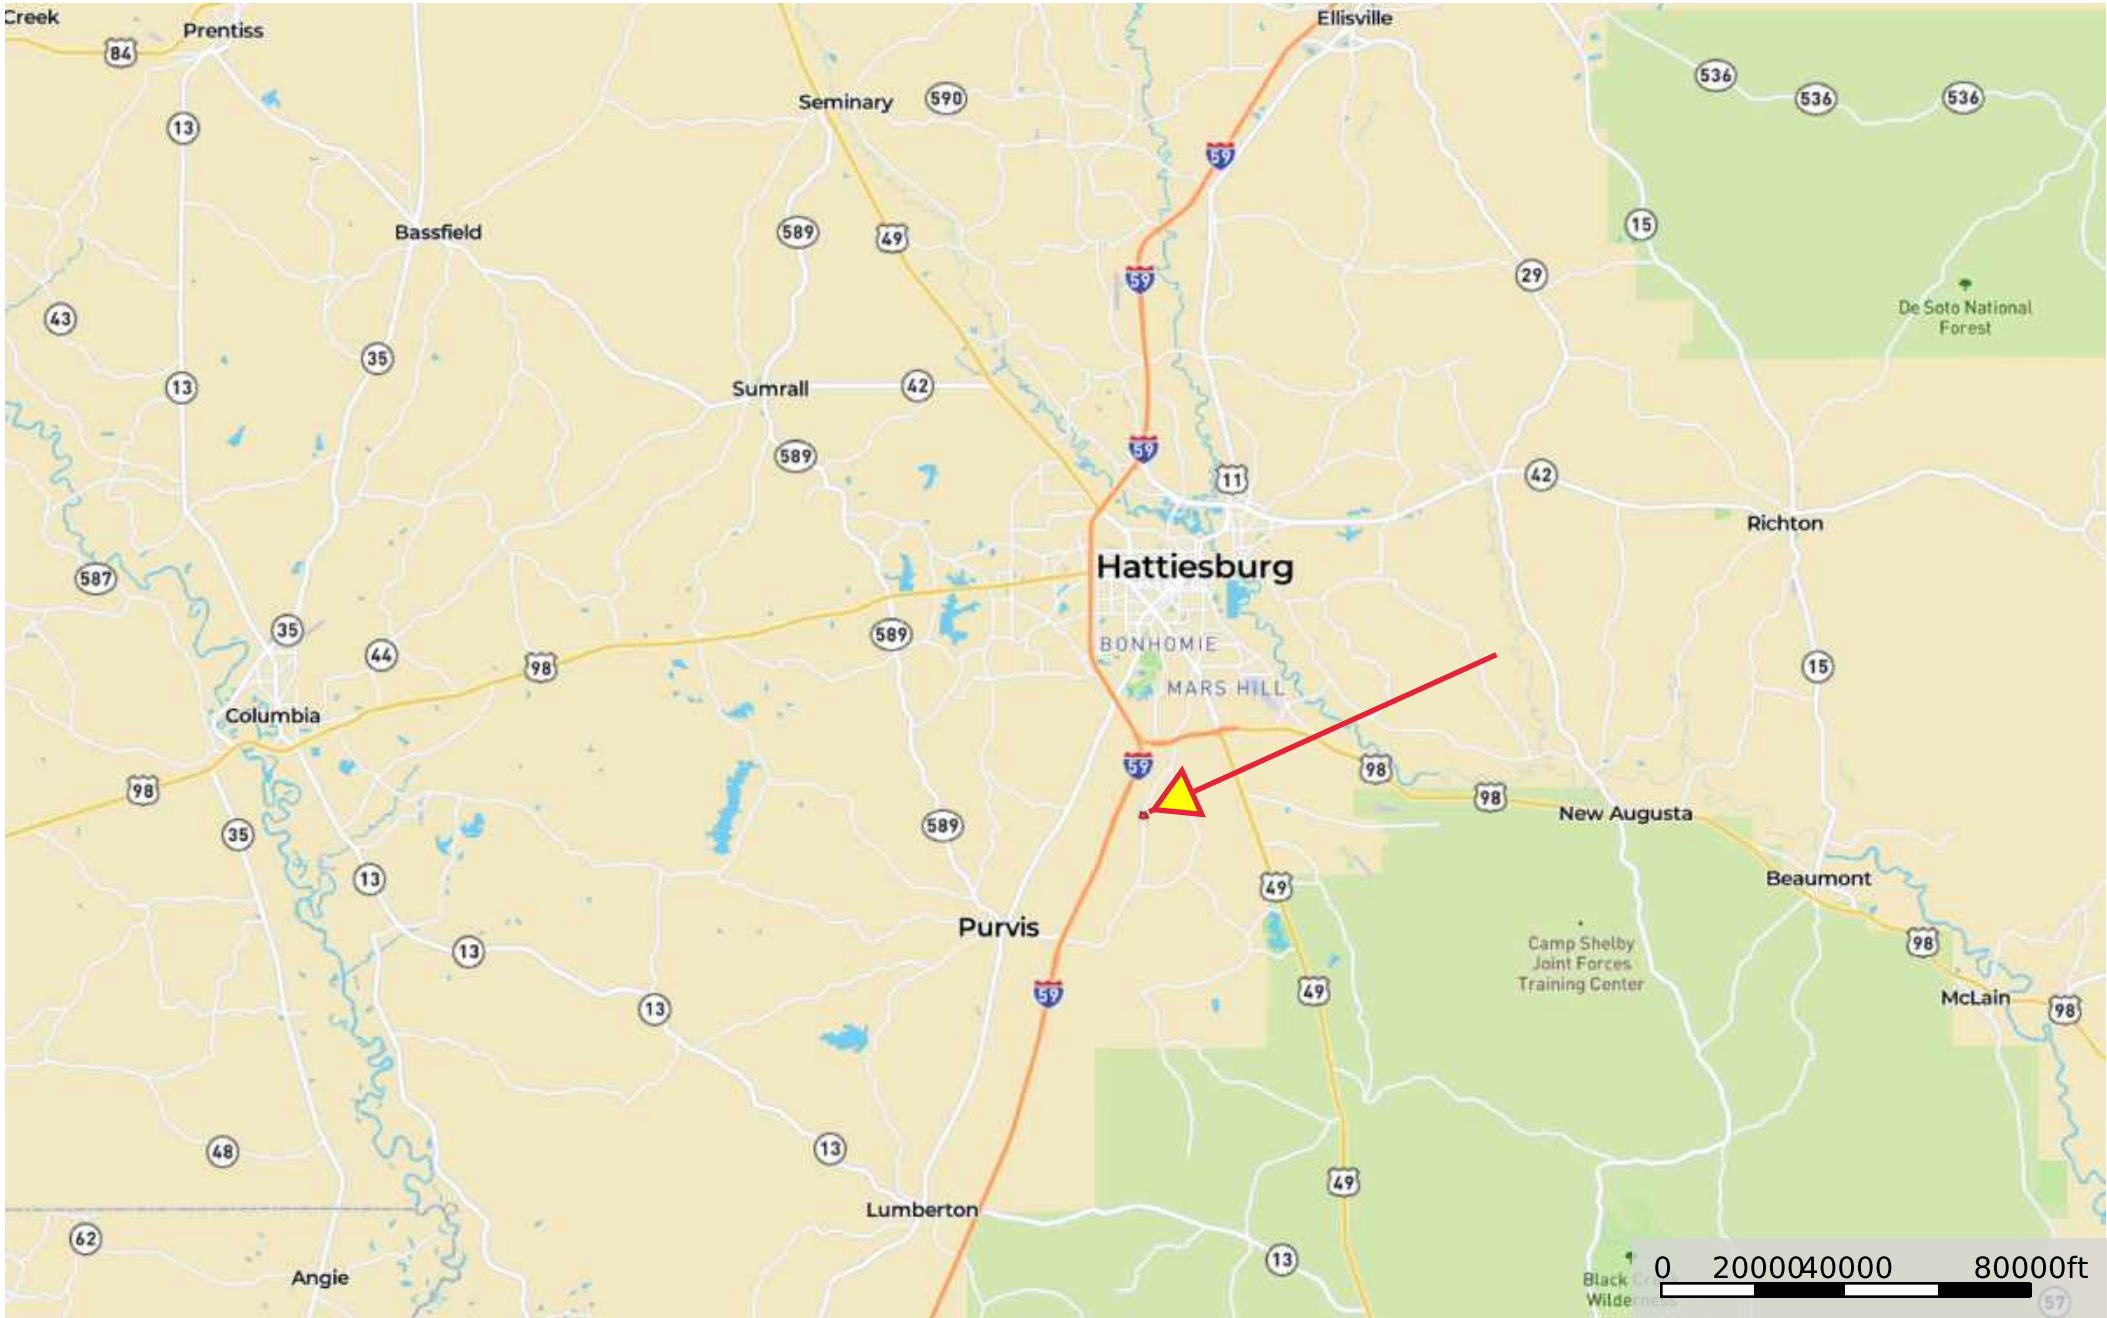 Creek
Prentiss
Ellisville
84
536
536
536
Seminary
590
13
59
589
49
15
Bassfield
59
29
De Soto National
Forest
43
35
13
Sumrall
42
589
59
11
42
Richton
587
Hattiesburg
35
589
BONHOMIE
44
98
15
MARS HILL
Columbia
59
98
98
98
New Augusta
35
589
13
49
Beaumont
Purvis
98
Camp Shelby
Joint Forces
Training Center
13
59
49
McLain
98
13
48
13
49
Lumberton
62
13
Angie
0 20000 40000 80000ft
Black Creek
Wilderness
57